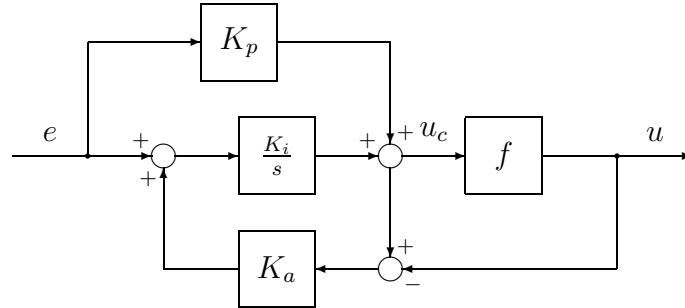 K_p
e + K_i/s + + u_c f u
+
K_a + −